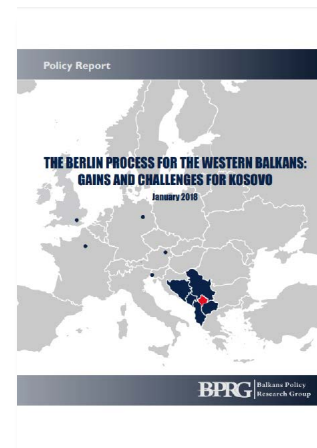 Policy Report
THE BERLIN PROCESS FOR THE WESTERN BALKANS:
GAINS AND CHALLENGES FOR KOSOVO
January 2018
BPRG Balkans Policy
Research Group